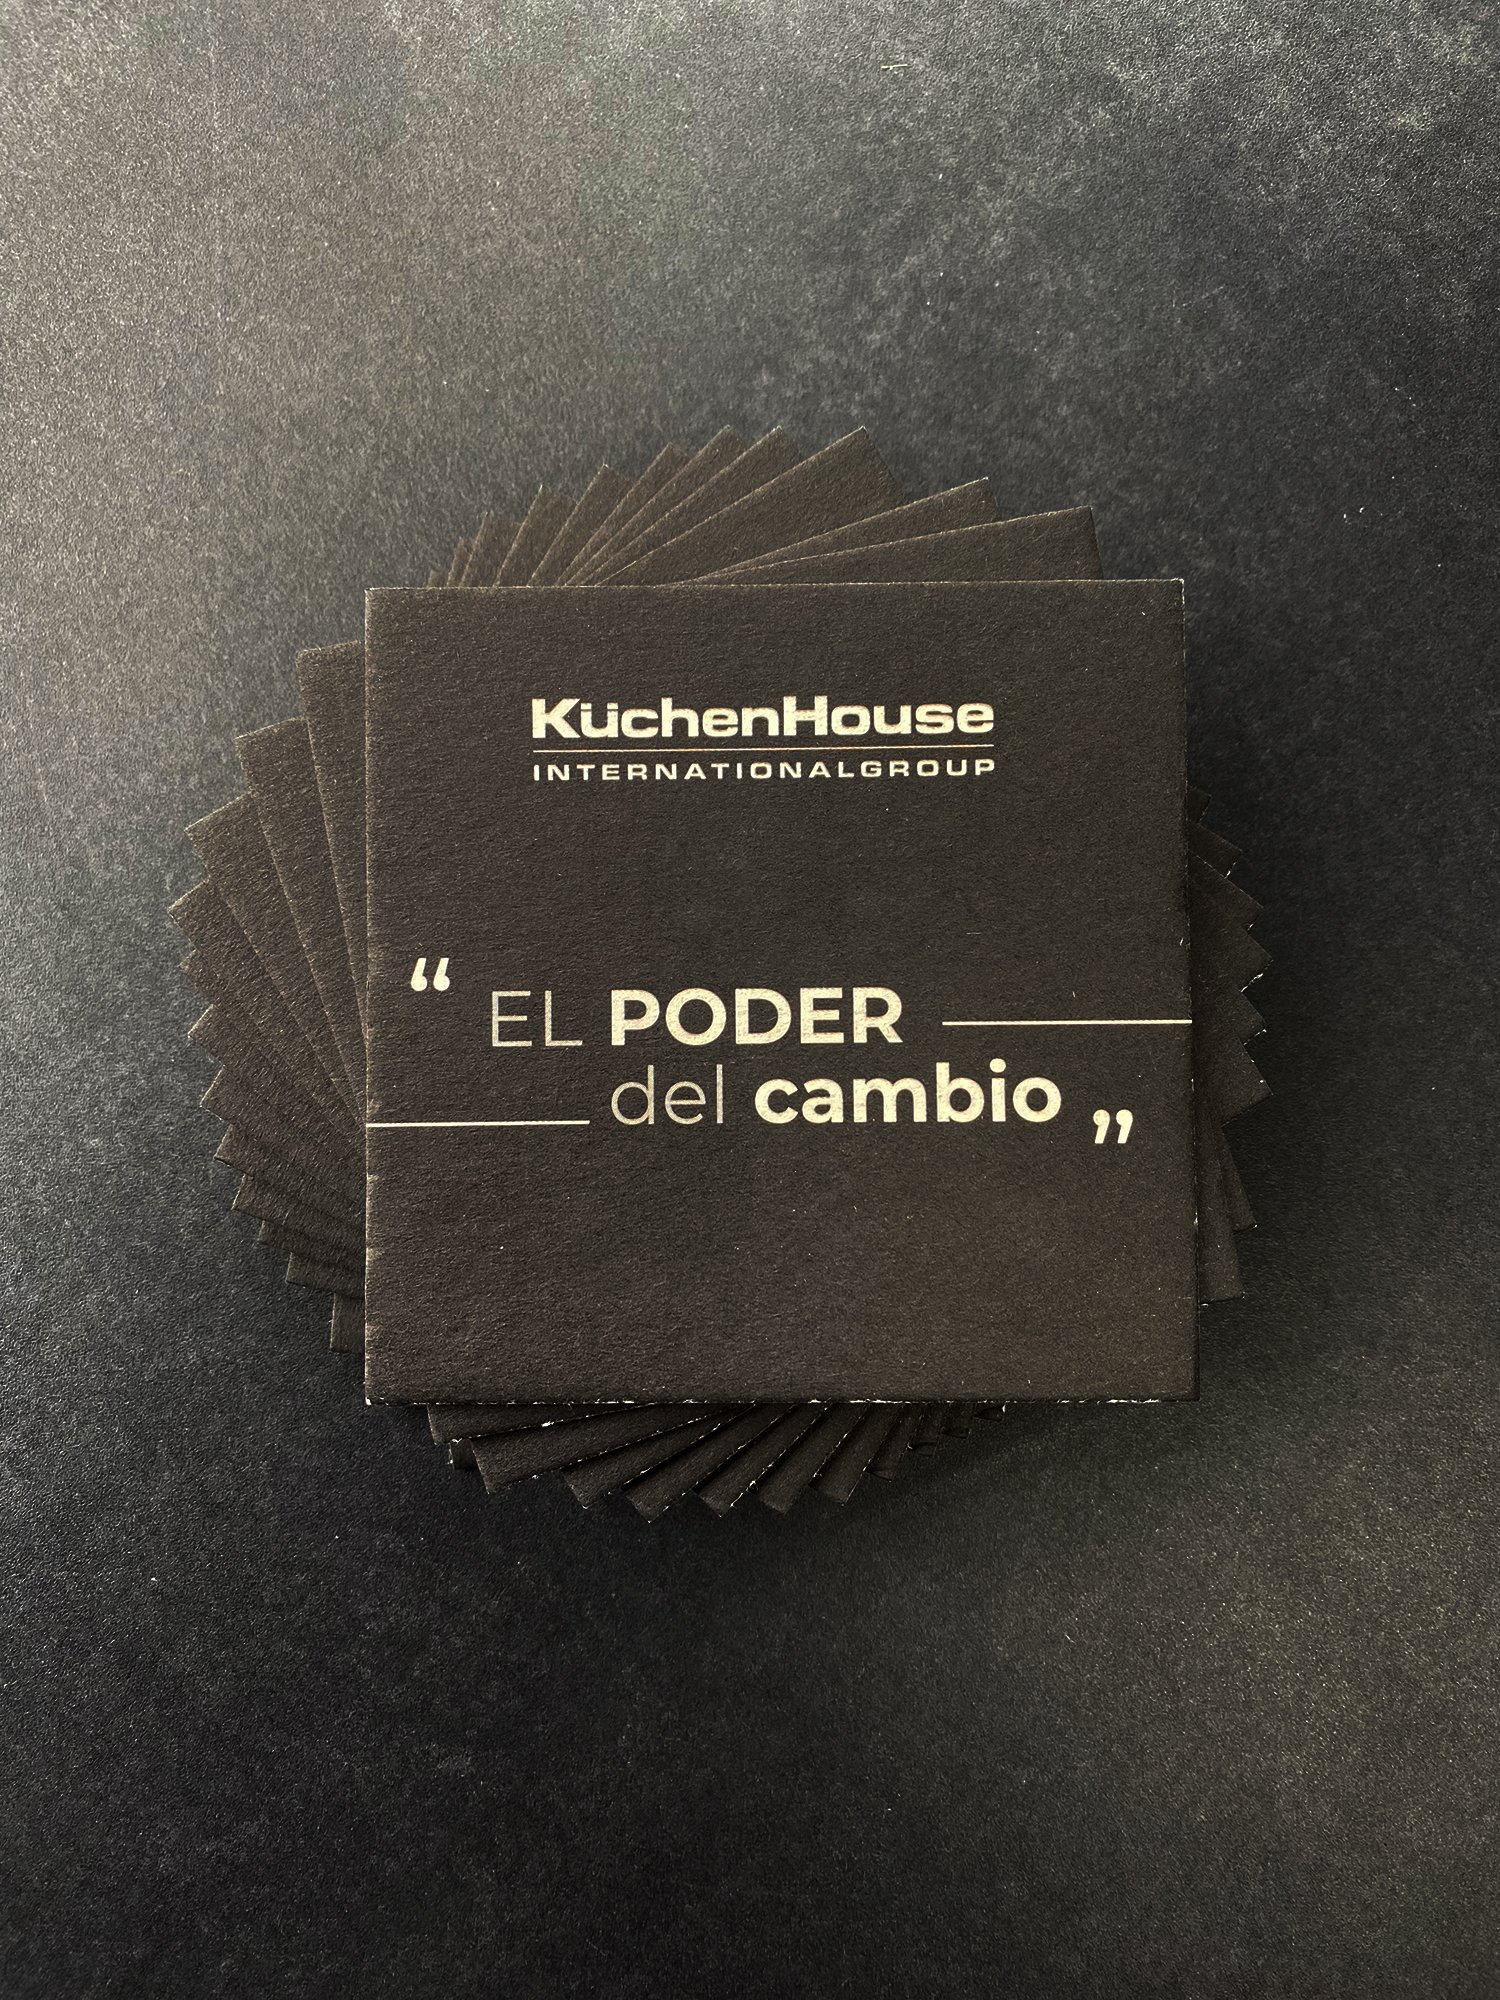 KüchenHouse
INTERNATIONALGROUP
“EL PODER
del cambio”